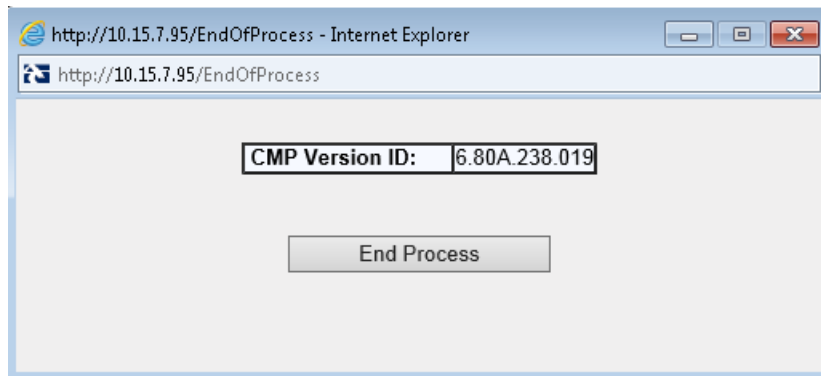 http://10.15.7.95/EndOfProcess - Internet Explorer
http://10.15.7.95/EndOfProcess
CMP Version ID: 6.80A.238.019
End Process